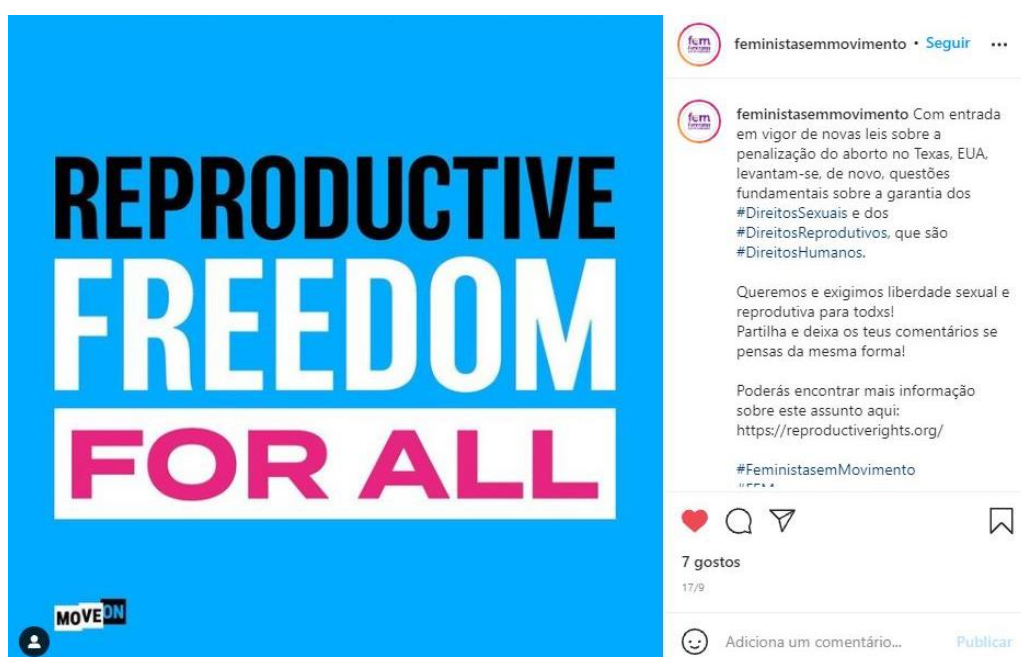 REPRODUCTIVE
FREEDOM
FOR ALL
MOVEON
fem
feministasemmovimento • Seguir
fem
feministasemmovimento Com entrada
em vigor de novas leis sobre a
penalização do aborto no Texas, EUA,
levantam-se, de novo, questões
fundamentais sobre a garantia dos
#DireitosSexuais e dos
#DireitosReprodutivos, que são
#DireitosHumanos.
Queremos e exigimos liberdade sexual e
reprodutiva para todxs!
Partilha e deixa os teus comentários se
pensas da mesma forma!
Poderás encontrar mais informação
sobre este assunto aqui:
https://reproductiverights.org/
#FeministasemMovimento
7 gostos
17/9
Adiciona um comentário... Publicar